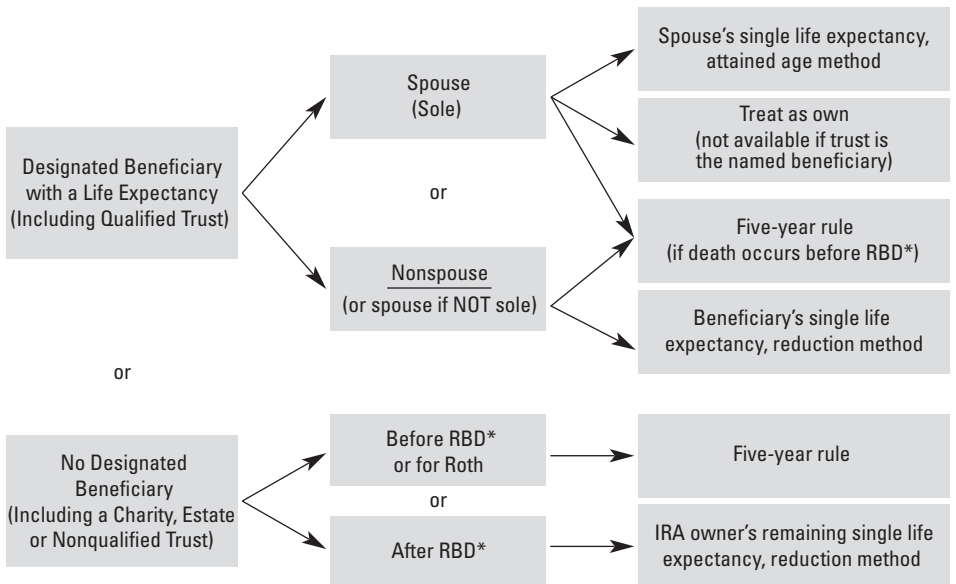 Designated Beneficiary
with a Life Expectancy
(Including Qualified Trust)
Spouse
(Sole)
or
Nonspouse
(or spouse if NOT sole)
Spouse’s single life expectancy,
attained age method
Treat as own
(not available if trust is
the named beneficiary)
Five-year rule
(if death occurs before RBD*)
Beneficiary’s single life
expectancy, reduction method
or
No Designated
Beneficiary
(Including a Charity, Estate
or Nonqualified Trust)
Before RBD*
or for Roth
or
After RBD*
Five-year rule
IRA owner’s remaining single life
expectancy, reduction method